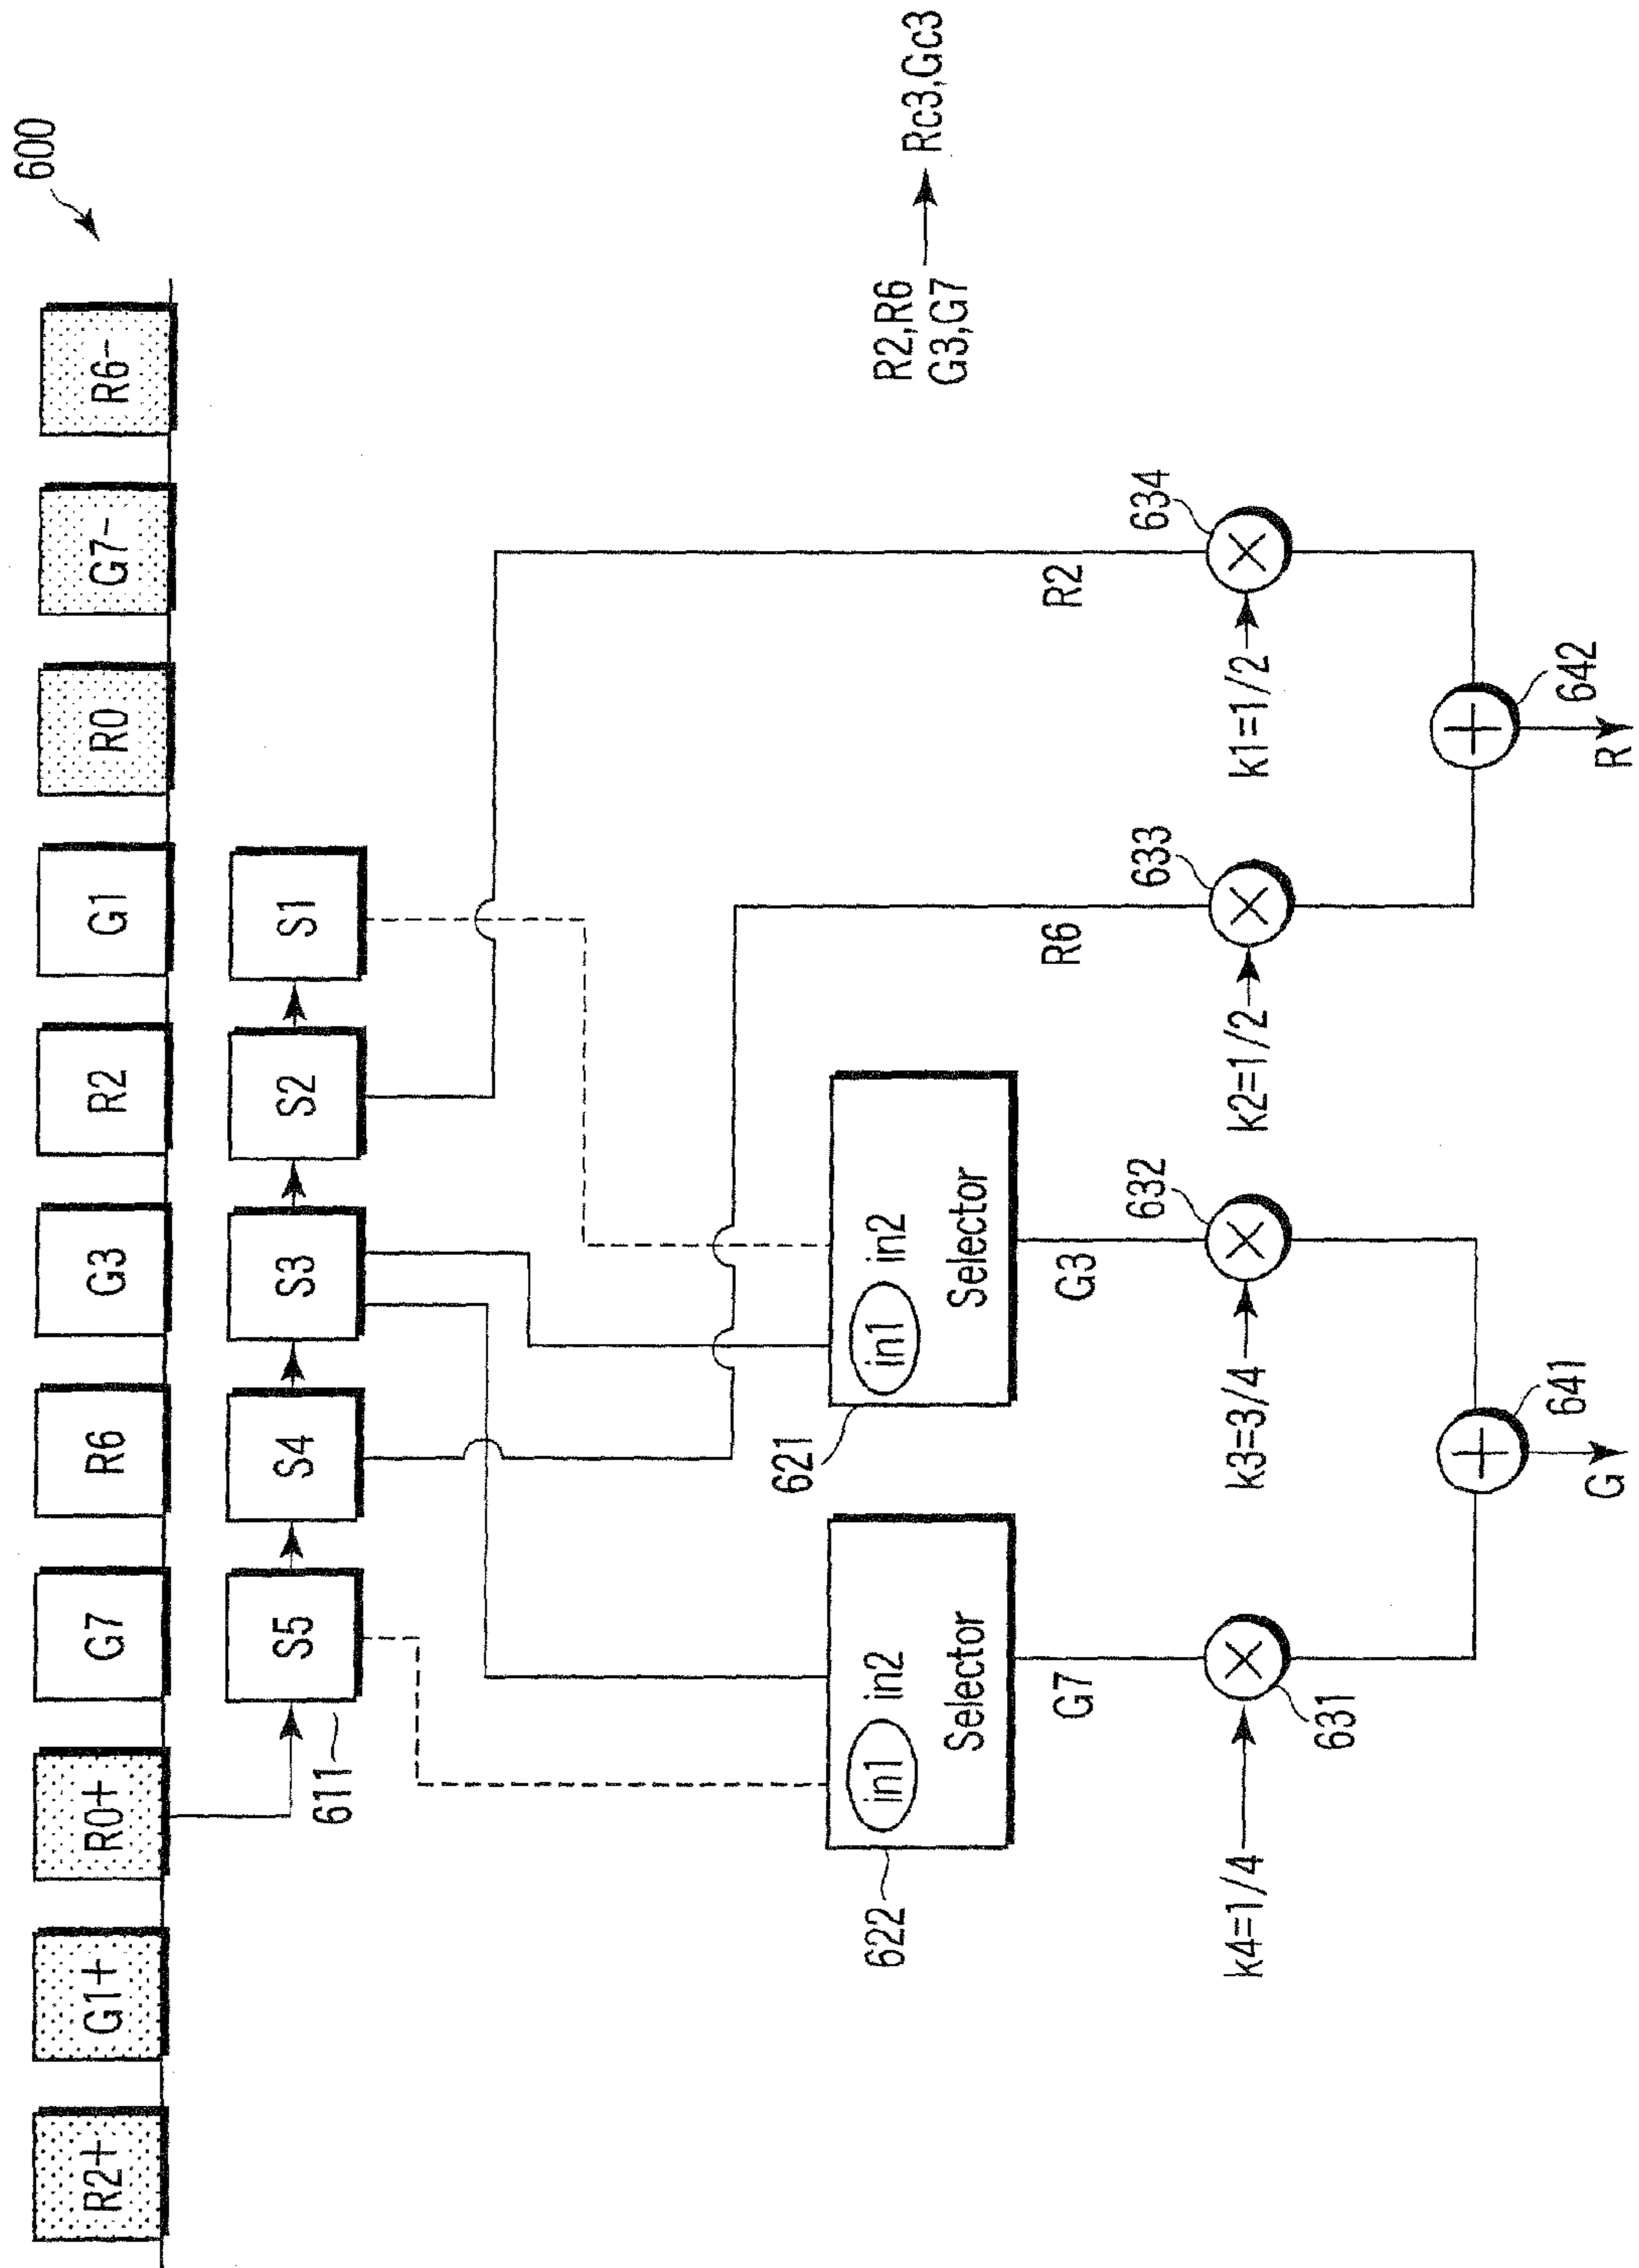 600
R2+ G1+ R0+ G7 R6 G3 R2 G1 R0 G7- R6-
S5 S4 S3 S2 S1
611
in1 in2
Selector
622
in1 in2
Selector
621
R2,R6
G3,G7
Rc3,Gc3
G7
G3
R6
R2
k4=1/4
631
k3=3/4
632
k2=1/2
633
k1=1/2
634
641
G
642
R